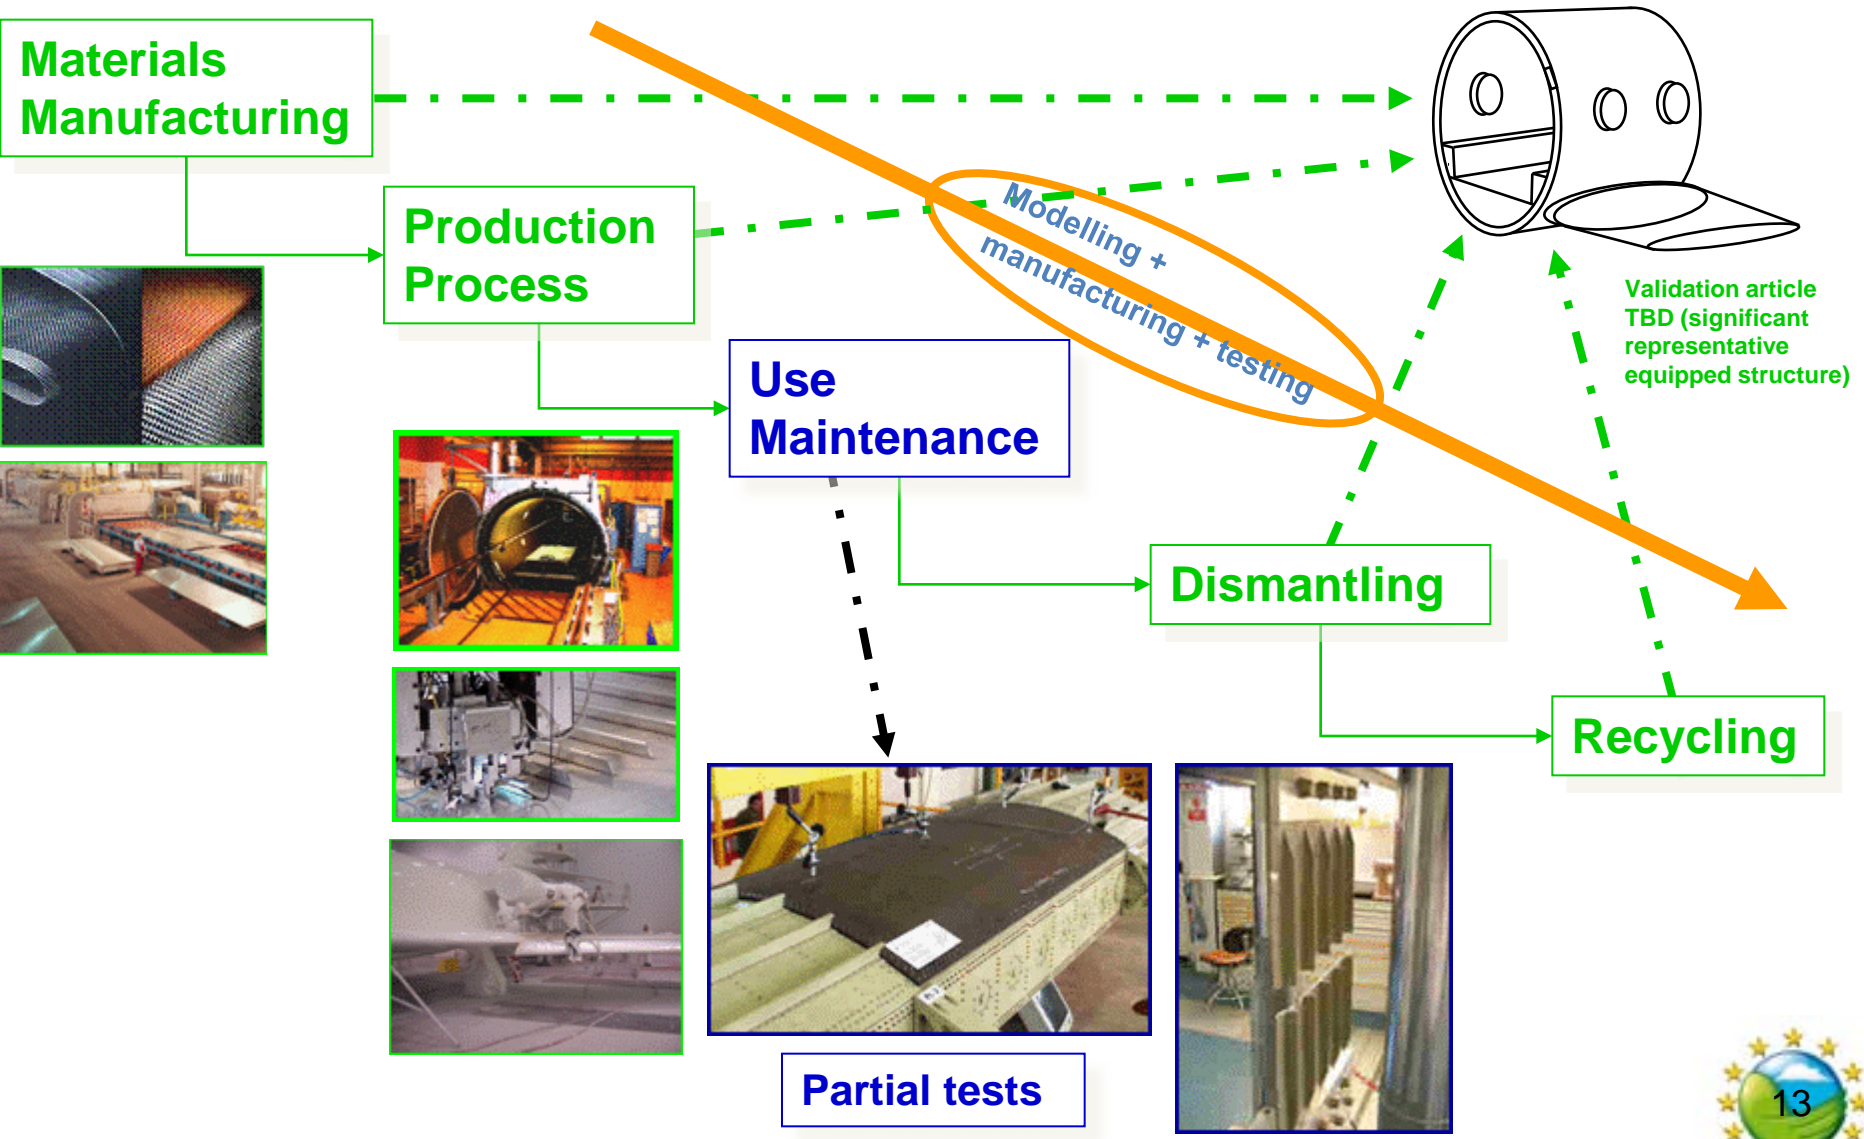 Materials
Manufacturing
Production
Process
Modelling +
manufacturing + testing
Validation article
TBD (significant
representative
equipped structure)
Use
Maintenance
Dismantling
Recycling
Partial tests
13